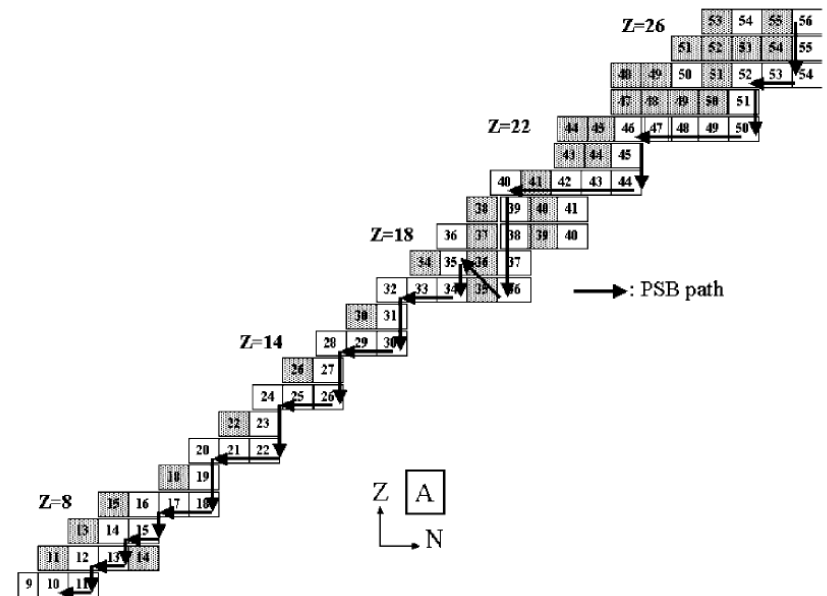 53 54 55 56
Z=26
51 52 53 54 55
48 49 50 51 52 53 54
47 48 49 50 51
Z=22 44 45 46 47 48 49 50
43 44 45
40 41 42 43 44
38 39 40 41
Z=18 36 37 38 39 40
34 35 36 37
32 33 34 35 36
: PSB path
30 31
Z=14 28 29 30
26 27
24 25 26
22 23
20 21 22
18 19
Z=8 15 16 17 18
Z A
13 14 15
N
11 12 13 14
9 10 11